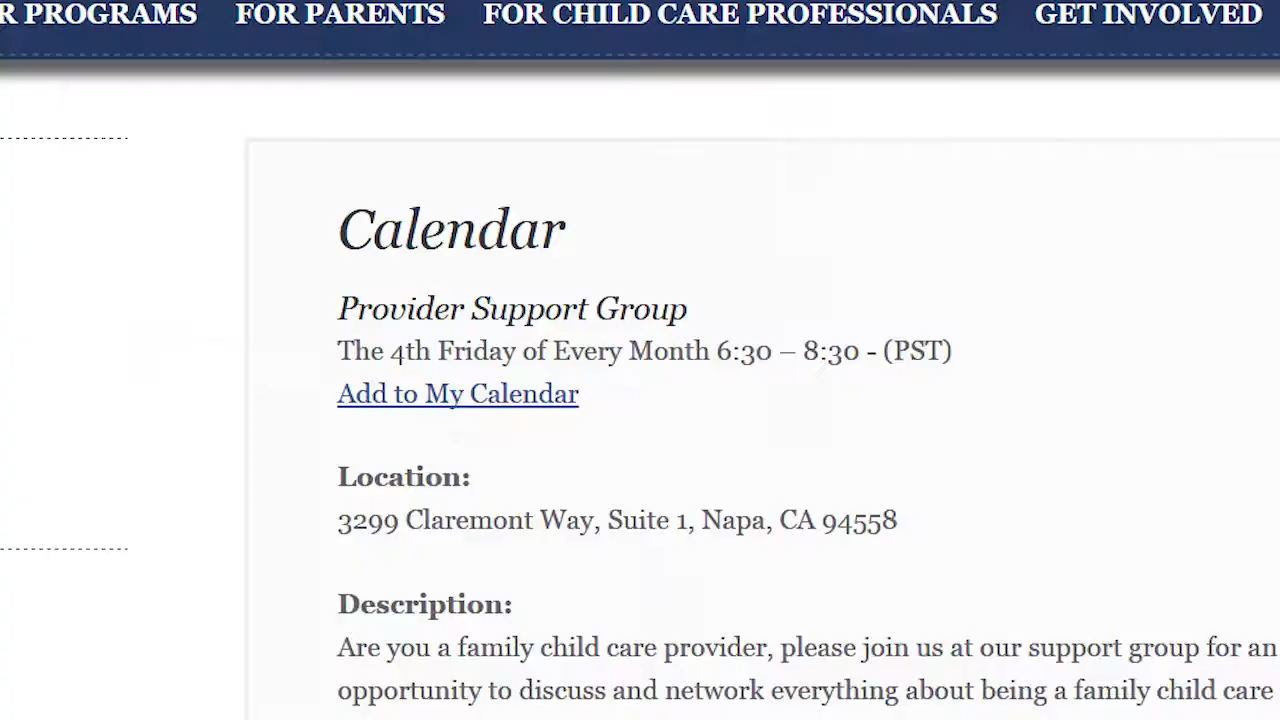 PROGRAMS FOR PARENTS FOR CHILD CARE PROFESSIONALS GET INVOLVED
Calendar
Provider Support Group
The 4th Friday of Every Month 6:30 – 8:30 - (PST)
Add to My Calendar
Location:
3299 Claremont Way, Suite 1, Napa, CA 94558
Description:
Are you a family child care provider, please join us at our support group for an
opportunity to discuss and network everything about being a family child care